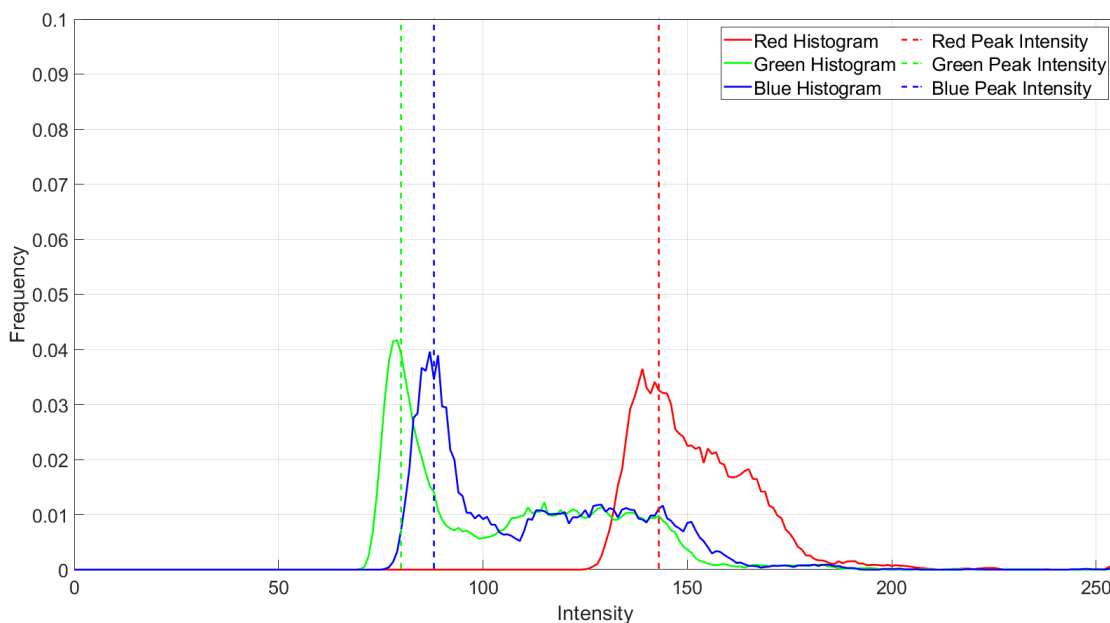 0.1
0.09
0.08
0.07
0.06
0.05
0.04
0.03
0.02
0.01
0
Frequency
0 50 100 150 200 250
Intensity
Red Histogram Red Peak Intensity
Green Histogram Green Peak Intensity
Blue Histogram Blue Peak Intensity